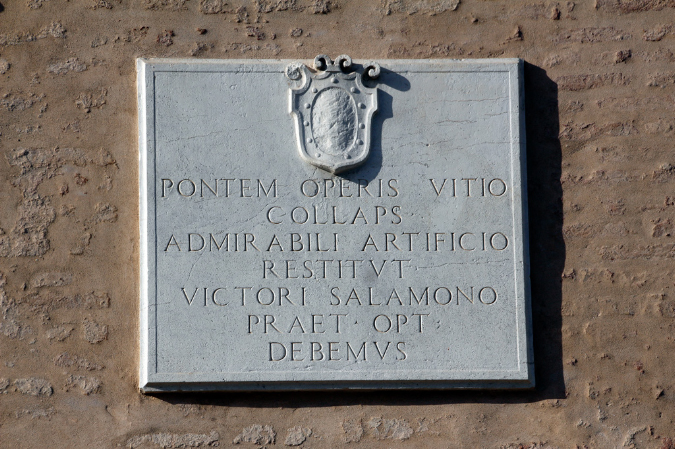 PONTEM OPERIS VITIO
COLLAPS
ADMIRABILI ARTIFICIO
RESTITVT
VICTORI SALAMONO
PRAET · OPT
DEBEMVS